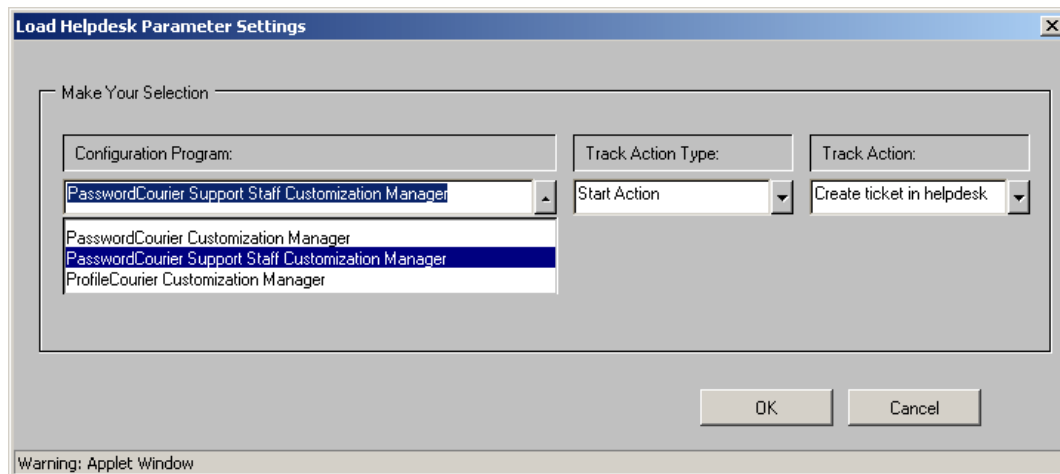 Load Helpdesk Parameter Settings
Make Your Selection
Configuration Program:
Track Action Type:
Track Action:
PasswordCourier Support Staff Customization Manager
Start Action
Create ticket in helpdesk
PasswordCourier Customization Manager
PasswordCourier Support Staff Customization Manager
ProfileCourier Customization Manager
OK
Cancel
Warning: Applet Window